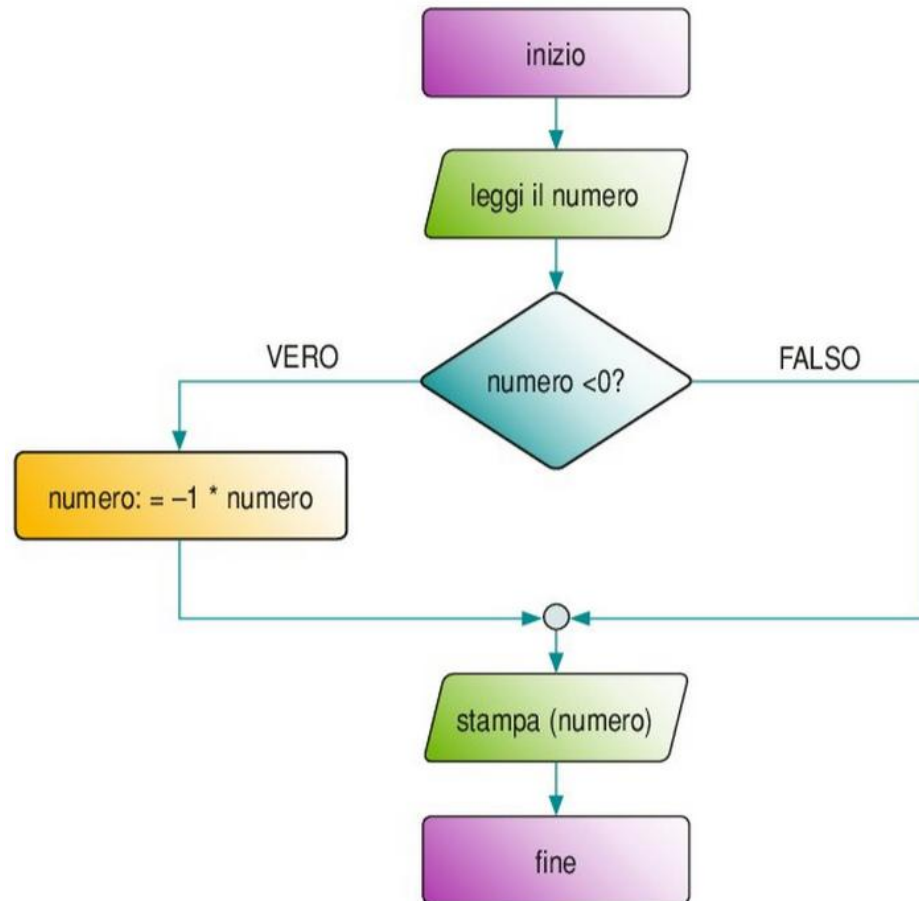 inizio
leggi il numero
VERO
numero <0?
FALSO
numero: = –1 * numero
stampa (numero)
fine